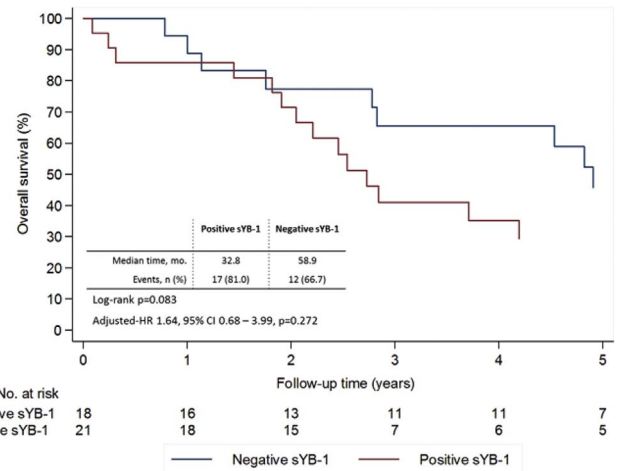 100
90
80
70
60
50
40
30
20
10
0
Overall survival (%)
Positive sYB-1 Negative sYB-1
Median time, mo. 32.8 58.9
Events, n (%) 17 (81.0) 12 (66.7)
Log-rank p=0.083
Adjusted-HR 1.64, 95% CI 0.68 – 3.99, p=0.272
0 1 2 3 4 5
Follow-up time (years)
No. at risk
ve sYB-1 18 16 13 11 11 7
e sYB-1 21 18 15 7 6 5
Negative sYB-1 Positive sYB-1